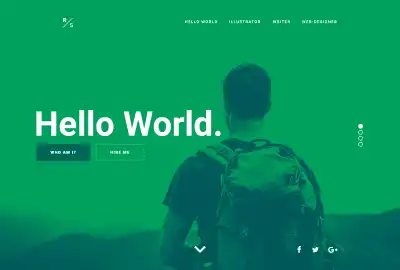 R
S
HELLO WORLD ILLUSTRATOR WRITER WEB DESIGNER
Hello World.
WHO AM I? HIRE ME
f G+